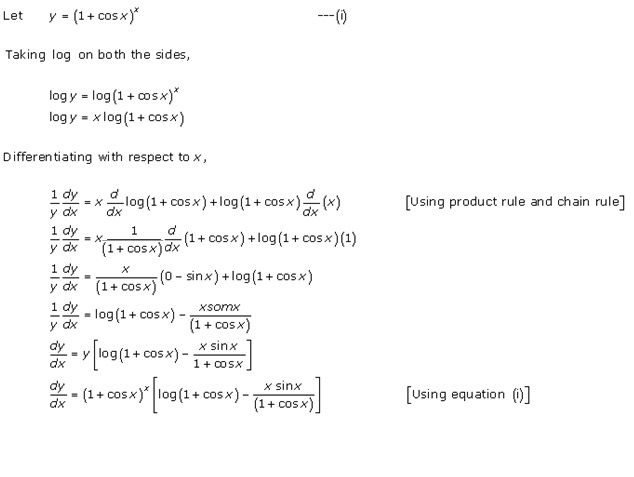 Let y = (1 + cos x)^x ---(i)
Taking log on both the sides,
log y = log(1 + cos x)^x
log y = x log(1 + cos x)
Differentiating with respect to x,
1/y dy/dx = x d/dx log(1 + cos x) + log(1 + cos x) d/dx (x) [Using product rule and chain rule]
1/y dy/dx = x 1/(1 + cos x) d/dx (1 + cos x) + log(1 + cos x)(1)
1/y dy/dx = x/(1 + cos x) (0 - sin x) + log(1 + cos x)
1/y dy/dx = log(1 + cos x) - xsomx/(1 + cos x)
dy/dx = y [log(1 + cos x) - x sin x/1 + cos x]
dy/dx = (1 + cos x)^x [log(1 + cos x) - x sin x/(1 + cos x)] [Using equation (i)]